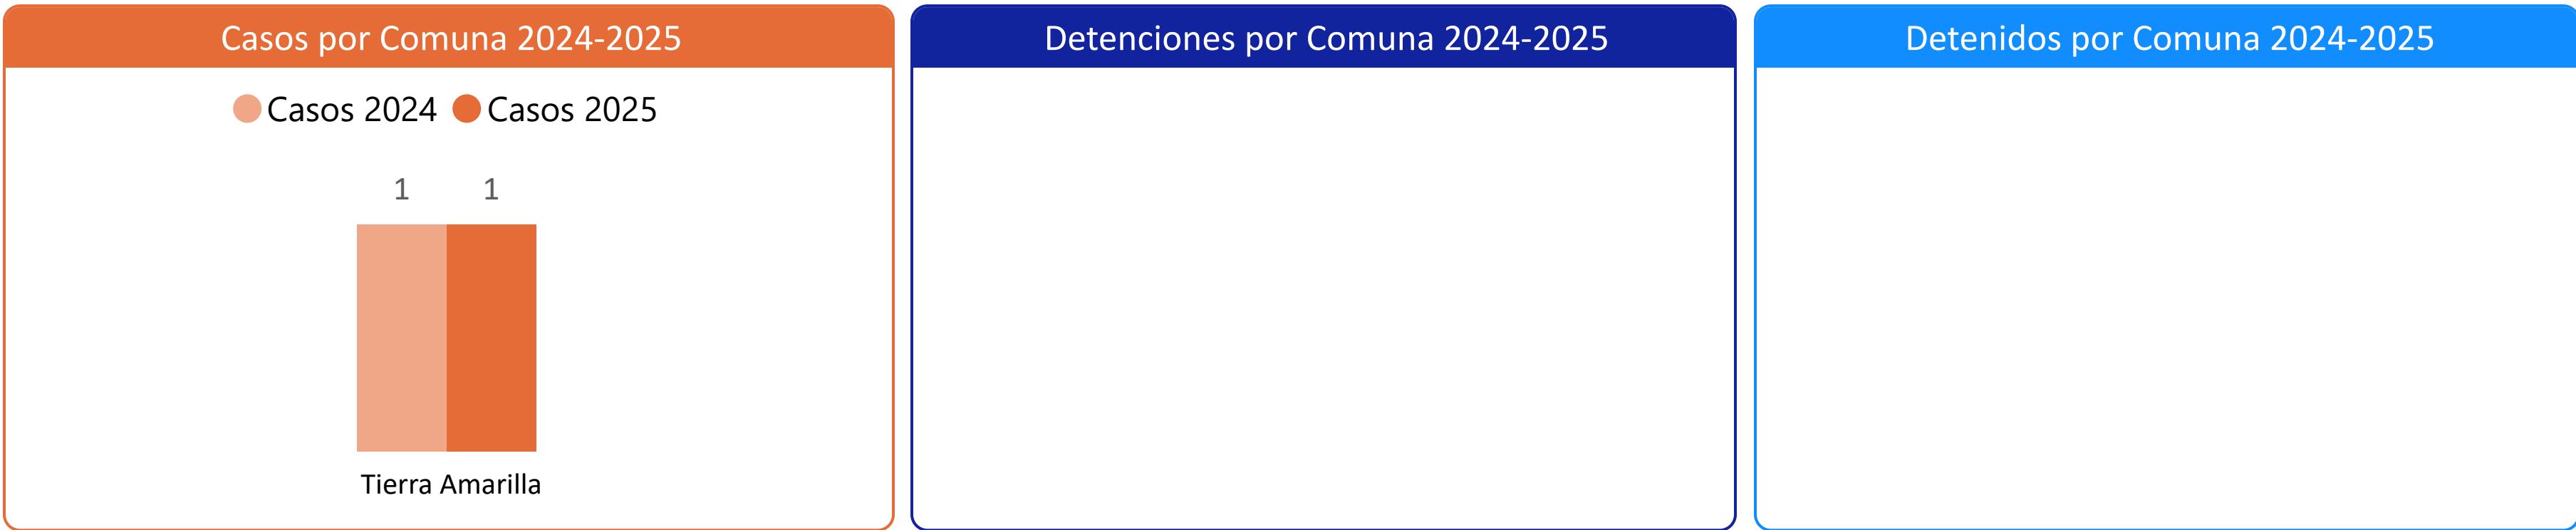 Casos por Comuna 2024-2025
Casos 2024 Casos 2025
1 1
Tierra Amarilla
Detenciones por Comuna 2024-2025
Detenidos por Comuna 2024-2025